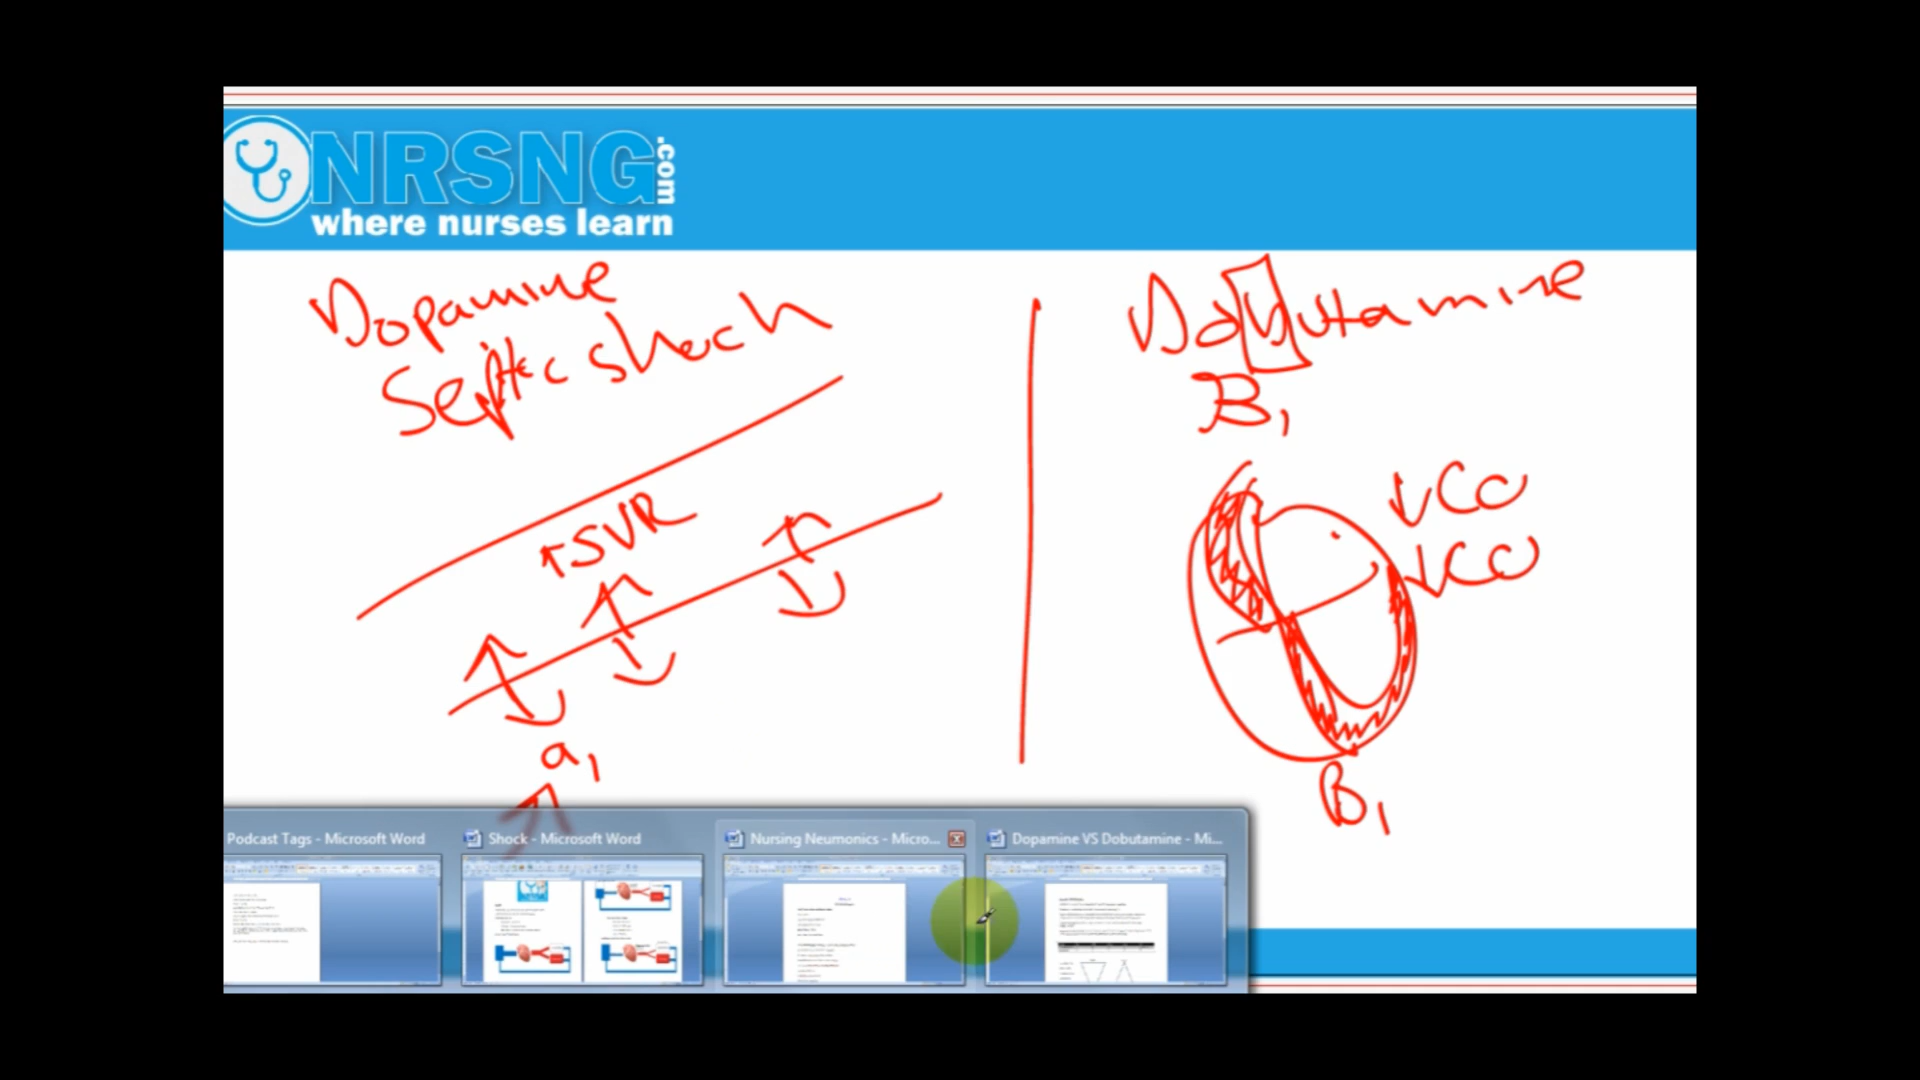 NRSNG.com
where nurses learn
Dopamine
Septic shock
↑SVR
a1
Dobutamine
B1
↓CO
↓CO
B1
Podcast Tags - Microsoft Word
Shock - Microsoft Word
Nursing Neumonics - Micro...
Dopamine VS Dobutamine - Mi...